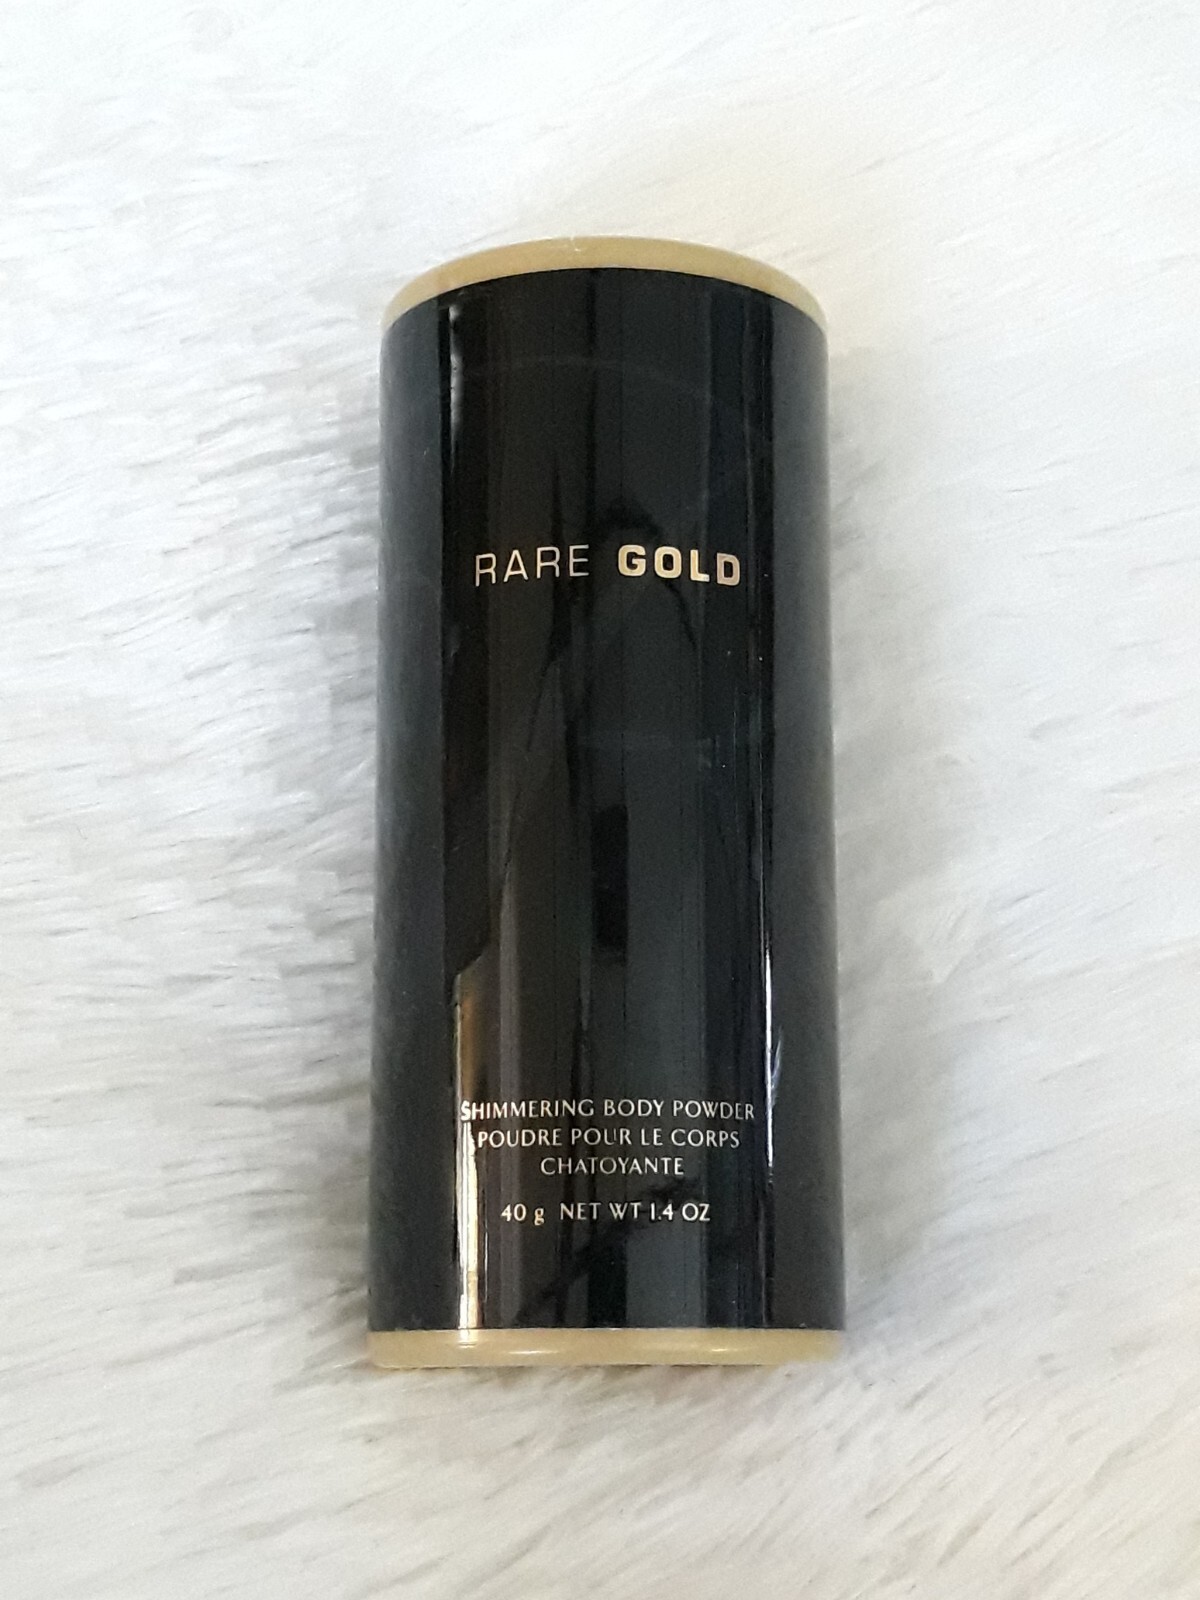 RARE GOLD
SHIMMERING BODY POWDER
POUDRE POUR LE CORPS
CHATOYANTE
40 g NET WT 1.4 OZ